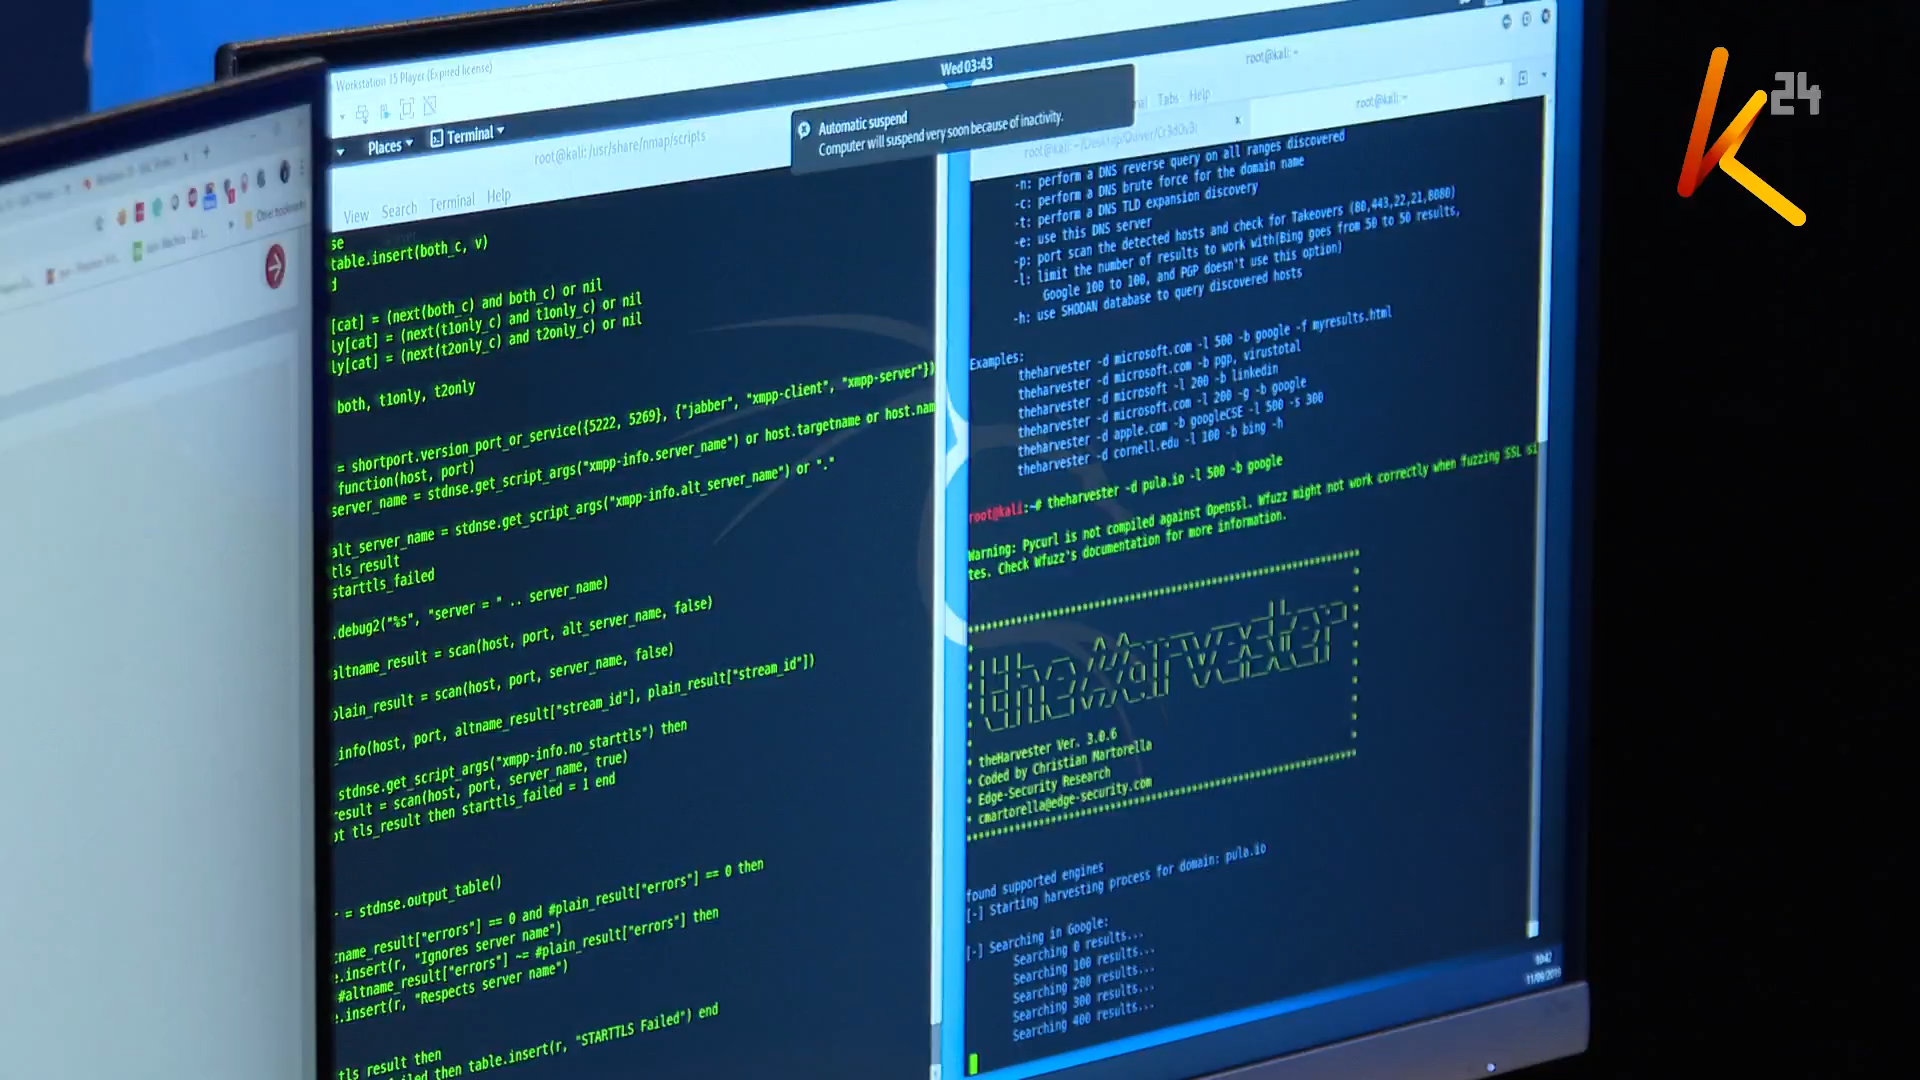 K24
Workstation 15 Player (Expired license)
Places
Terminal
Wed 03:43
root@kali: /usr/share/nmap/scripts
View Search Terminal Help
Automatic suspend
Computer will suspend very soon because of inactivity.
se
table.insert(both_c, v)
d
[cat] = (next(both_c) and both_c) or nil
ly[cat] = (next(t1only_c) and t1only_c) or nil
ly[cat] = (next(t2only_c) and t2only_c) or nil
both, t1only, t2only
= shortport.version_port_or_service({5222, 5269}, {"jabber", "xmpp-client", "xmpp-server"})
function(host, port)
server_name = stdnse.get_script_args("xmpp-info.server_name") or host.targetname or host.nam
alt_server_name = stdnse.get_script_args("xmpp-info.alt_server_name") or "."
tls_result
starttls_failed
.debug2("%s", "server = " .. server_name)
altname_result = scan(host, port, alt_server_name, false)
plain_result = scan(host, port, server_name, false)
_info(host, port, altname_result["stream_id"], plain_result["stream_id"])
stdnse.get_script_args("xmpp-info.no_starttls") then
result = scan(host, port, server_name, true)
ot tls_result then starttls_failed = 1 end
r = stdnse.output_table()
name_result["errors"] == 0 and #plain_result["errors"] == 0 then
e.insert(r, "Ignores server name")
#altname_result["errors"] ~= #plain_result["errors"] then
e.insert(r, "Respects server name")
tls_result then
failed then table.insert(r, "STARTTLS Failed") end
root@kali: ~
Tabs Help
root@kali: ~/Desktop/Quiver/Cr3d0v3r
root@kali: ~
-n: perform a DNS reverse query on all ranges discovered
-c: perform a DNS brute force for the domain name
-t: perform a DNS TLD expansion discovery
-e: use this DNS server
-p: port scan the detected hosts and check for Takeovers (80,443,22,21,8080)
-l: limit the number of results to work with(Bing goes from 50 to 50 results,
Google 100 to 100, and PGP doesn't use this option)
-h: use SHODAN database to query discovered hosts
Examples:
theharvester -d microsoft.com -l 500 -b google -f myresults.html
theharvester -d microsoft.com -b pgp, virustotal
theharvester -d microsoft -l 200 -b linkedin
theharvester -d microsoft.com -l 200 -g -b google
theharvester -d apple.com -b googleCSE -l 500 -s 300
theharvester -d cornell.edu -l 100 -b bing -h
root@kali:~# theharvester -d pula.io -l 500 -b google
Warning: Pycurl is not compiled against Openssl. Wfuzz might not work correctly when fuzzing SSL si
tes. Check Wfuzz's documentation for more information.
theHarvester
* theHarvester Ver. 3.0.6
* Coded by Christian Martorella
* Edge-Security Research
* cmartorella@edge-security.com
found supported engines
[-] Starting harvesting process for domain: pula.io
[-] Searching in Google:
Searching 0 results...
Searching 100 results...
Searching 200 results...
Searching 300 results...
Searching 400 results...